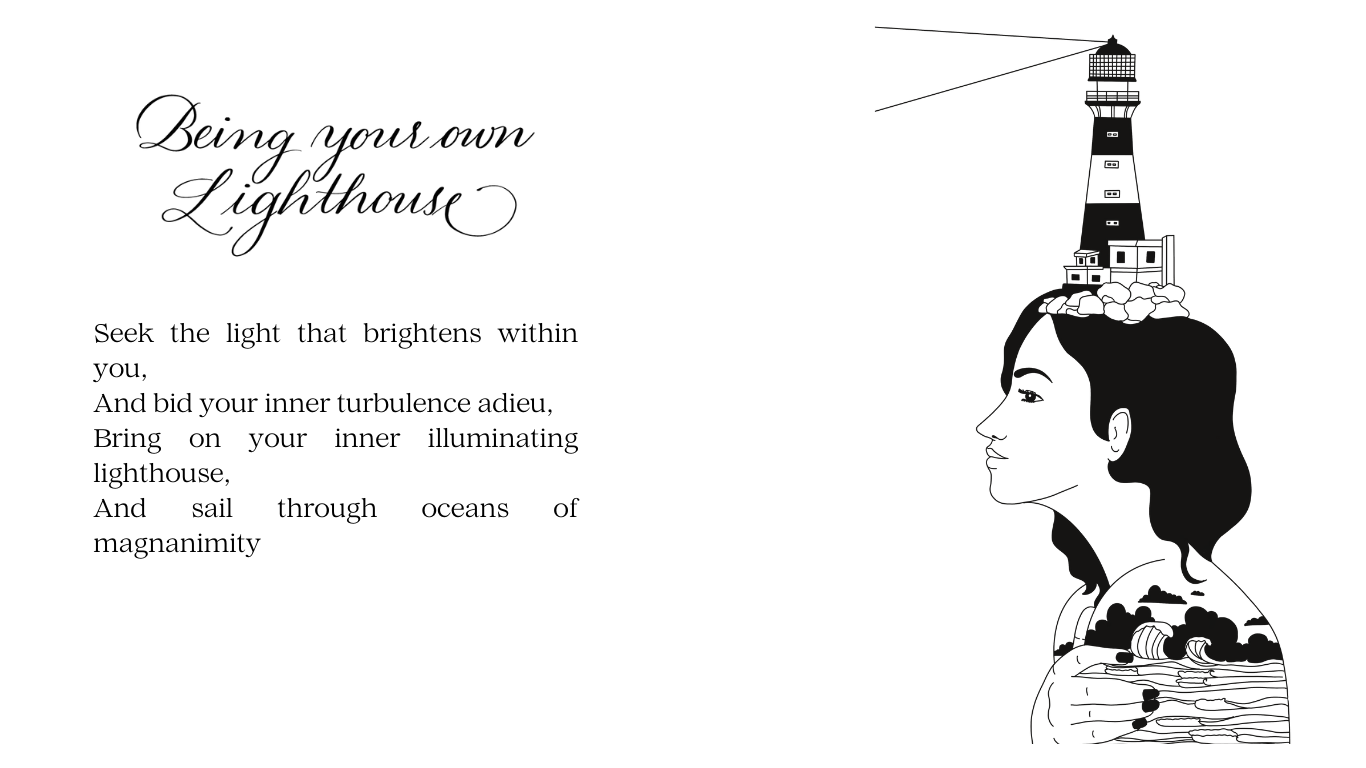 Being your own
Lighthouse
Seek the light that brightens within
you,
And bid your inner turbulence adieu,
Bring on your inner illuminating
lighthouse,
And sail through oceans of
magnanimity